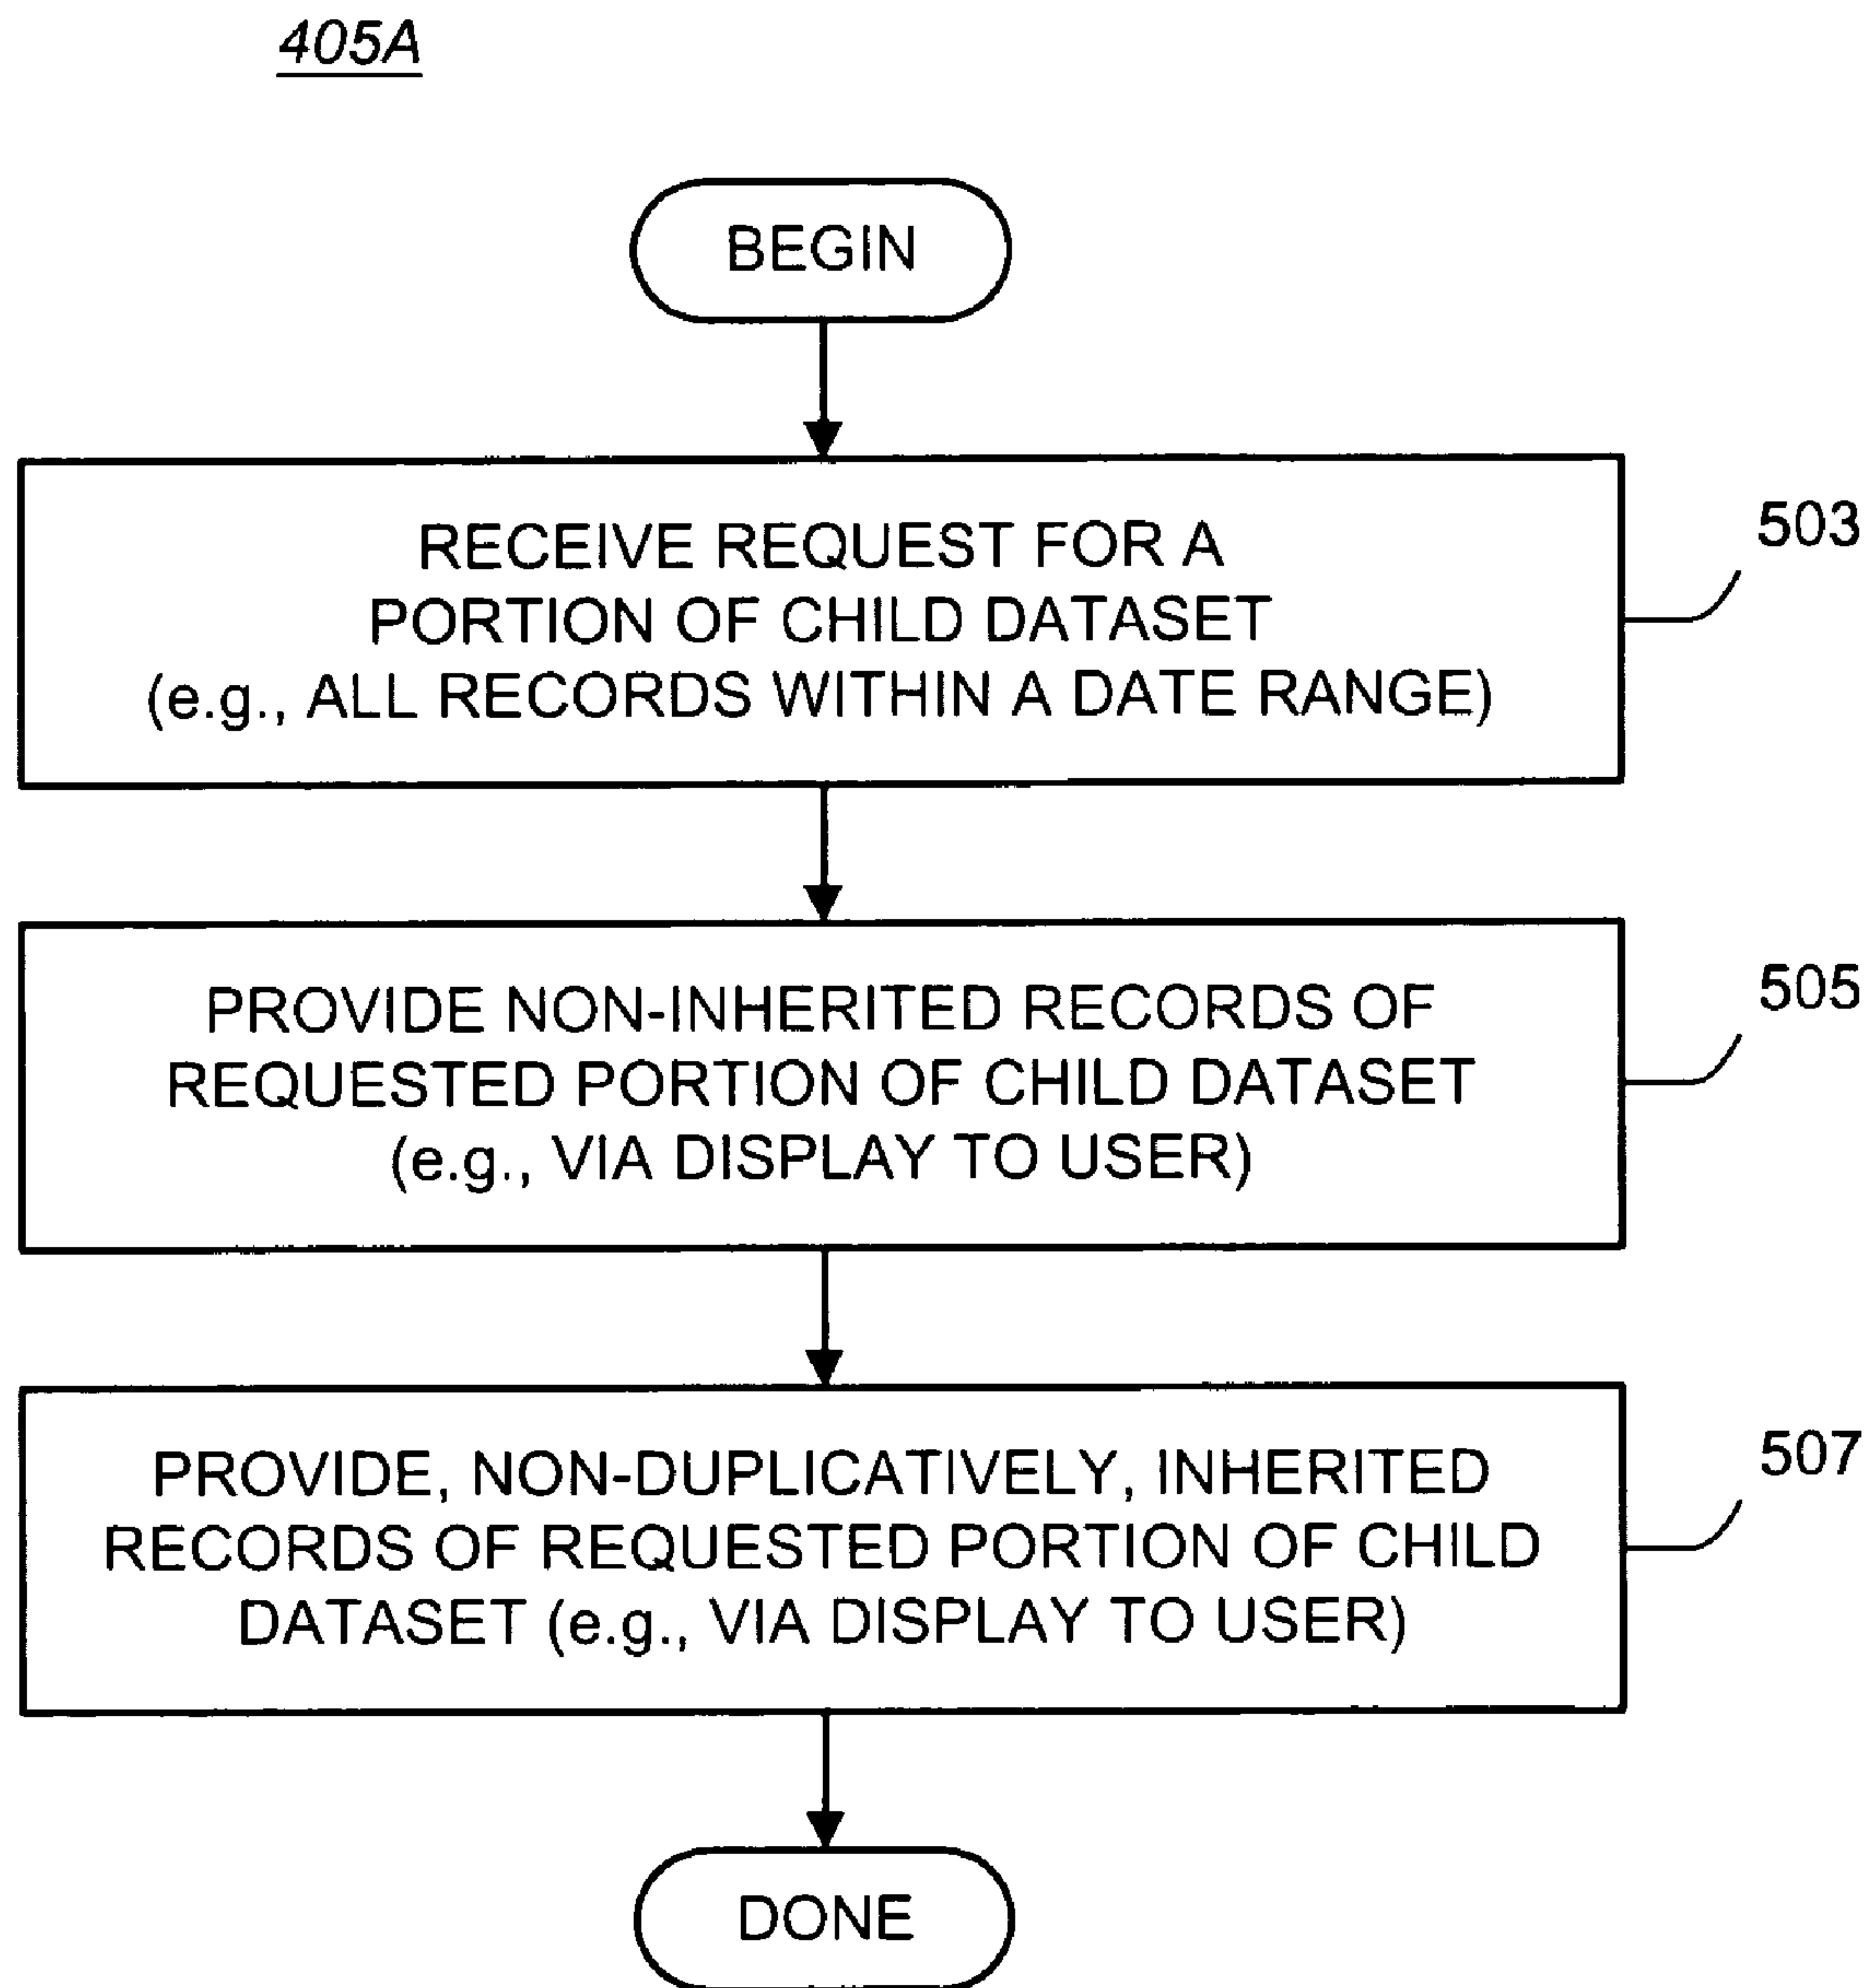 405A
BEGIN
RECEIVE REQUEST FOR A
PORTION OF CHILD DATASET
(e.g., ALL RECORDS WITHIN A DATE RANGE)
503
PROVIDE NON-INHERITED RECORDS OF
REQUESTED PORTION OF CHILD DATASET
(e.g., VIA DISPLAY TO USER)
505
PROVIDE, NON-DUPLICATIVELY, INHERITED
RECORDS OF REQUESTED PORTION OF CHILD
DATASET (e.g., VIA DISPLAY TO USER)
507
DONE